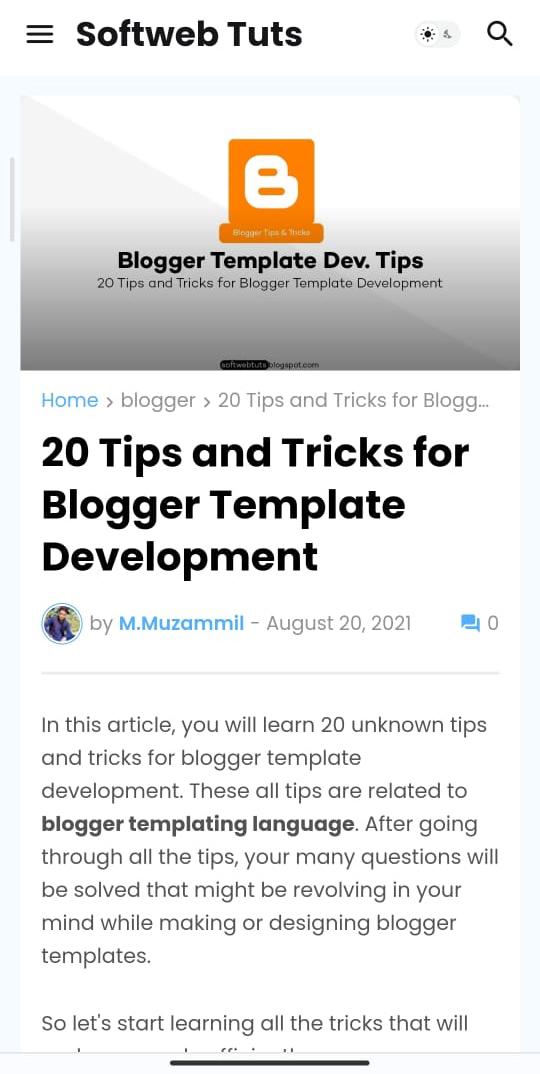 Softweb Tuts
Blogger Tips & Tricks
Blogger Template Dev. Tips
20 Tips and Tricks for Blogger Template Development
softwebtuts.blogspot.com
Home > blogger > 20 Tips and Tricks for Blogg...
20 Tips and Tricks for
Blogger Template
Development
by M.Muzammil - August 20, 2021 0
In this article, you will learn 20 unknown tips
and tricks for blogger template
development. These all tips are related to
blogger templating language. After going
through all the tips, your many questions will
be solved that might be revolving in your
mind while making or designing blogger
templates.
So let's start learning all the tricks that will